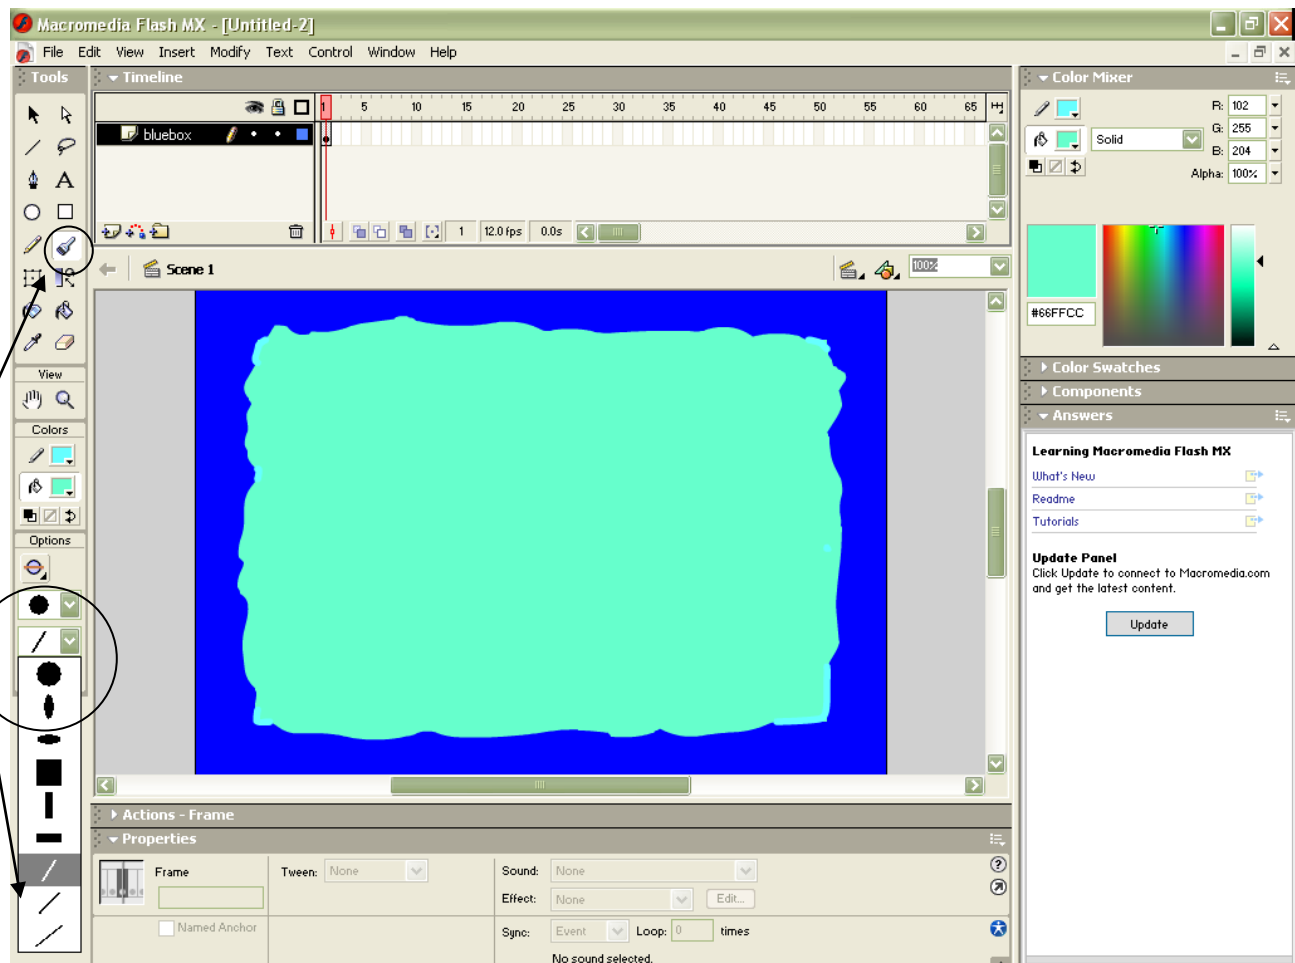 Macromedia Flash MX - [Untitled-2]
File Edit View Insert Modify Text Control Window Help
Tools
Timeline
1 5 10 15 20 25 30 35 40 45 50 55 60 65
bluebox
1 12.0 fps 0.0s
Scene 1
100%
A
View
Colors
Options
Color Mixer
R: 102
Solid
G: 255
B: 204
Alpha: 100%
#66FFCC
Color Swatches
Components
Answers
Learning Macromedia Flash MX
What's New
Readme
Tutorials
Update Panel
Click Update to connect to Macromedia.com
and get the latest content.
Update
Actions - Frame
Properties
Frame
Tween: None
Sound: None
Effect: None Edit...
Named Anchor
Sync: Event Loop: 0 times
No sound selected.